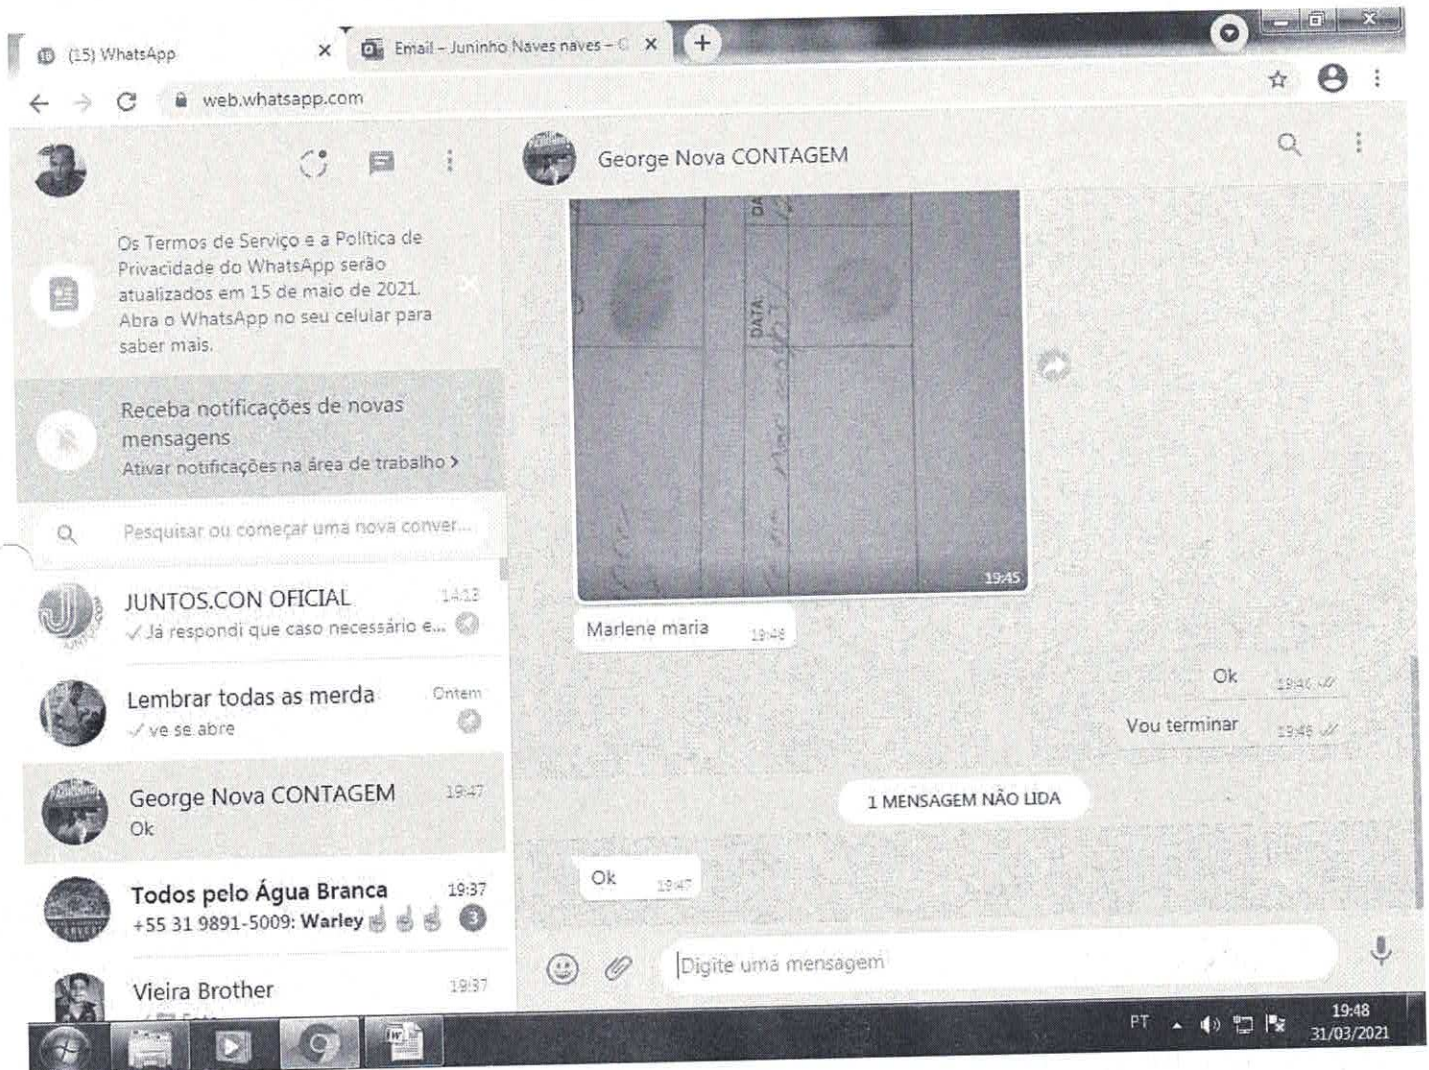 (15) WhatsApp
Email – Juninho Naves naves –
web.whatsapp.com
Os Termos de Serviço e a Política de
Privacidade do WhatsApp serão
atualizados em 15 de maio de 2021.
Abra o WhatsApp no seu celular para
saber mais.
Receba notificações de novas
mensagens
Ativar notificações na área de trabalho >
Pesquisar ou começar uma nova conver...
JUNTOS.CON OFICIAL 14:13
Já respondi que caso necessário e...
Lembrar todas as merda Ontem
ve se abre
George Nova CONTAGEM 19:47
Ok
Todos pelo Água Branca 19:37
+55 31 9891-5009: Warley 3
Vieira Brother 19:37
George Nova CONTAGEM
DATA:
19:45
Marlene maria
Ok 19:46
Vou terminar
1 MENSAGEM NÃO LIDA
Ok 19:47
Digite uma mensagem
PT
19:48
31/03/2021